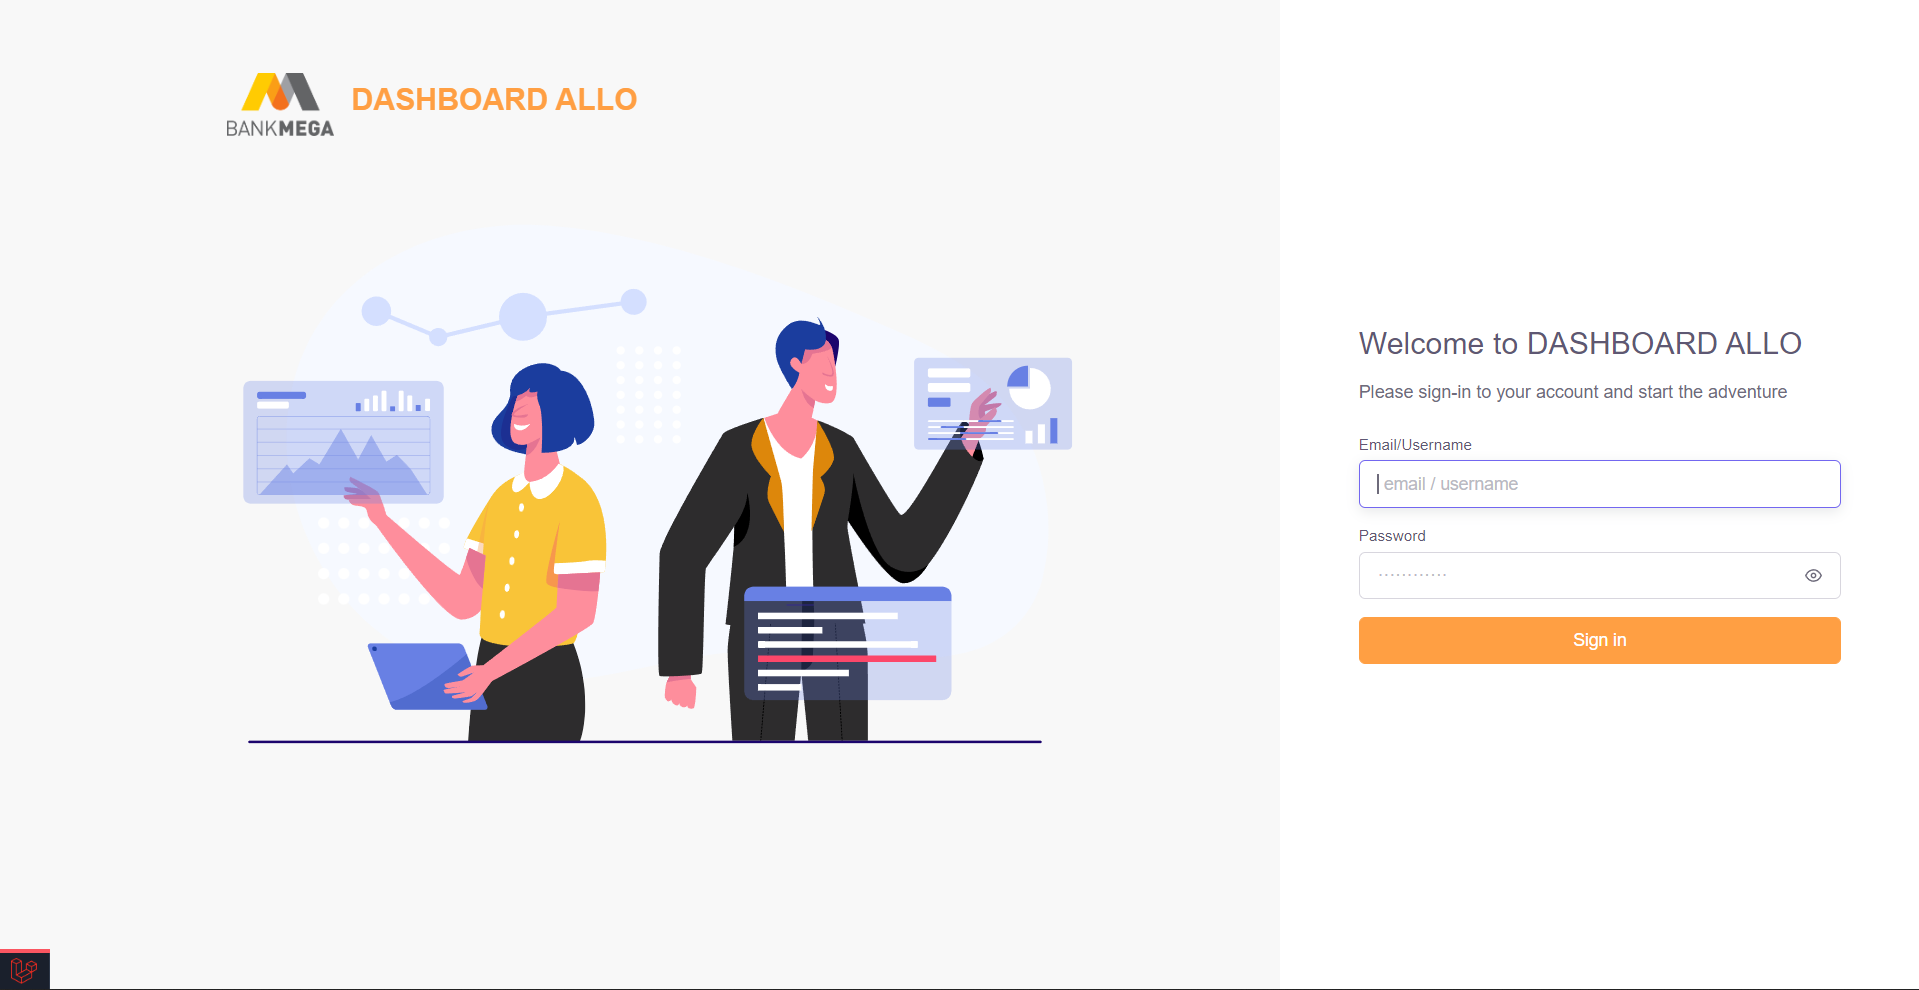 BANKMEGA
DASHBOARD ALLO
Welcome to DASHBOARD ALLO
Please sign-in to your account and start the adventure
Email/Username
email / username
Password
············
Sign in